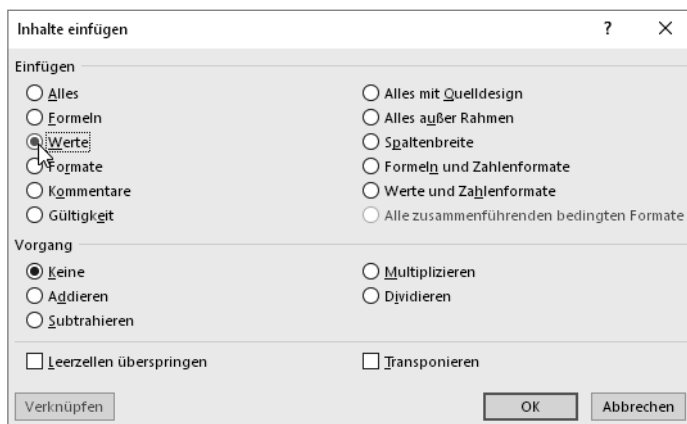 Inhalte einfügen ?
Einfügen
Alles
Alles mit Quelldesign
Formeln
Alles außer Rahmen
Werte
Spaltenbreite
Formate
Formeln und Zahlenformate
Kommentare
Werte und Zahlenformate
Gültigkeit
Alle zusammenführenden bedingten Formate
Vorgang
Keine
Multiplizieren
Addieren
Dividieren
Subtrahieren
Leerzellen überspringen
Transponieren
Verknüpfen
OK
Abbrechen